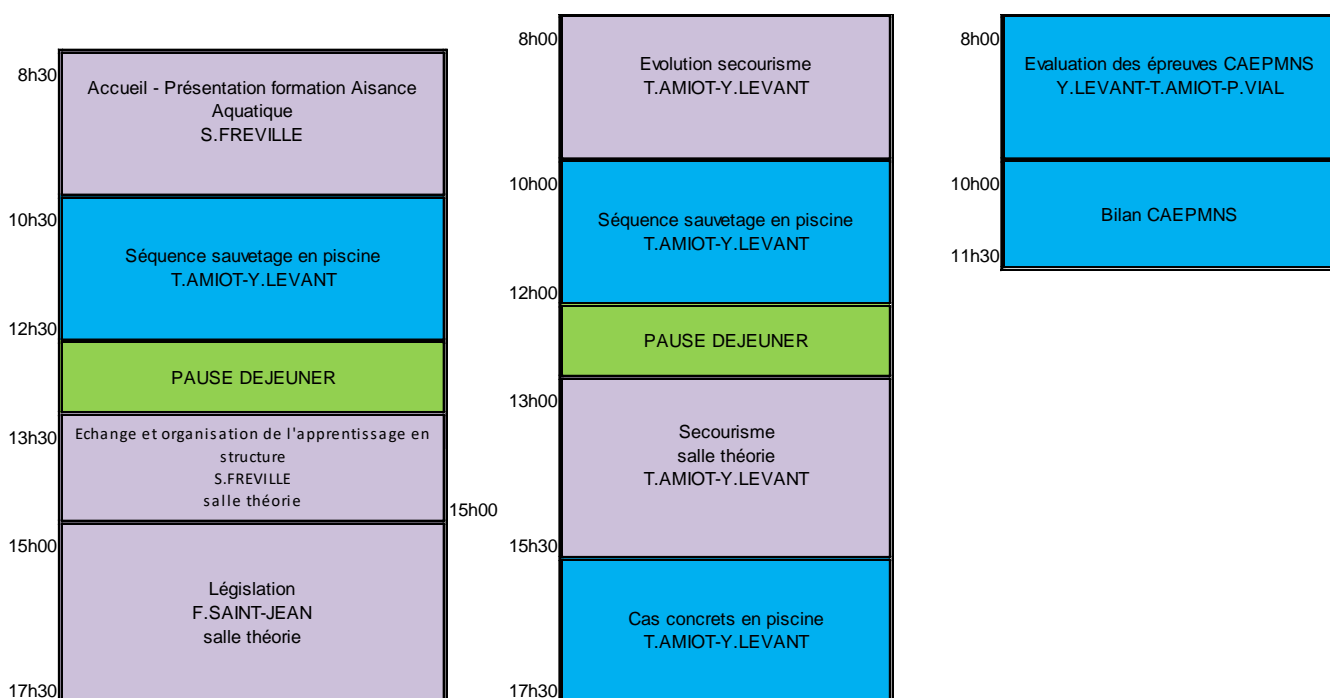 8h30
Accueil - Présentation formation Aisance
Aquatique
S.FREVILLE
10h30
Séquence sauvetage en piscine
T.AMIOT-Y.LEVANT
12h30
PAUSE DEJEUNER
13h30
Echange et organisation de l'apprentissage en
structure
S.FREVILLE
salle théorie
15h00
15h00
Législation
F.SAINT-JEAN
salle théorie
17h30
8h00
Evolution secourisme
T.AMIOT-Y.LEVANT
10h00
Séquence sauvetage en piscine
T.AMIOT-Y.LEVANT
12h00
PAUSE DEJEUNER
13h00
Secourisme
salle théorie
T.AMIOT-Y.LEVANT
15h30
Cas concrets en piscine
T.AMIOT-Y.LEVANT
17h30
8h00
Evaluation des épreuves CAEPMNS
Y.LEVANT-T.AMIOT-P.VIAL
10h00
Bilan CAEPMNS
11h30